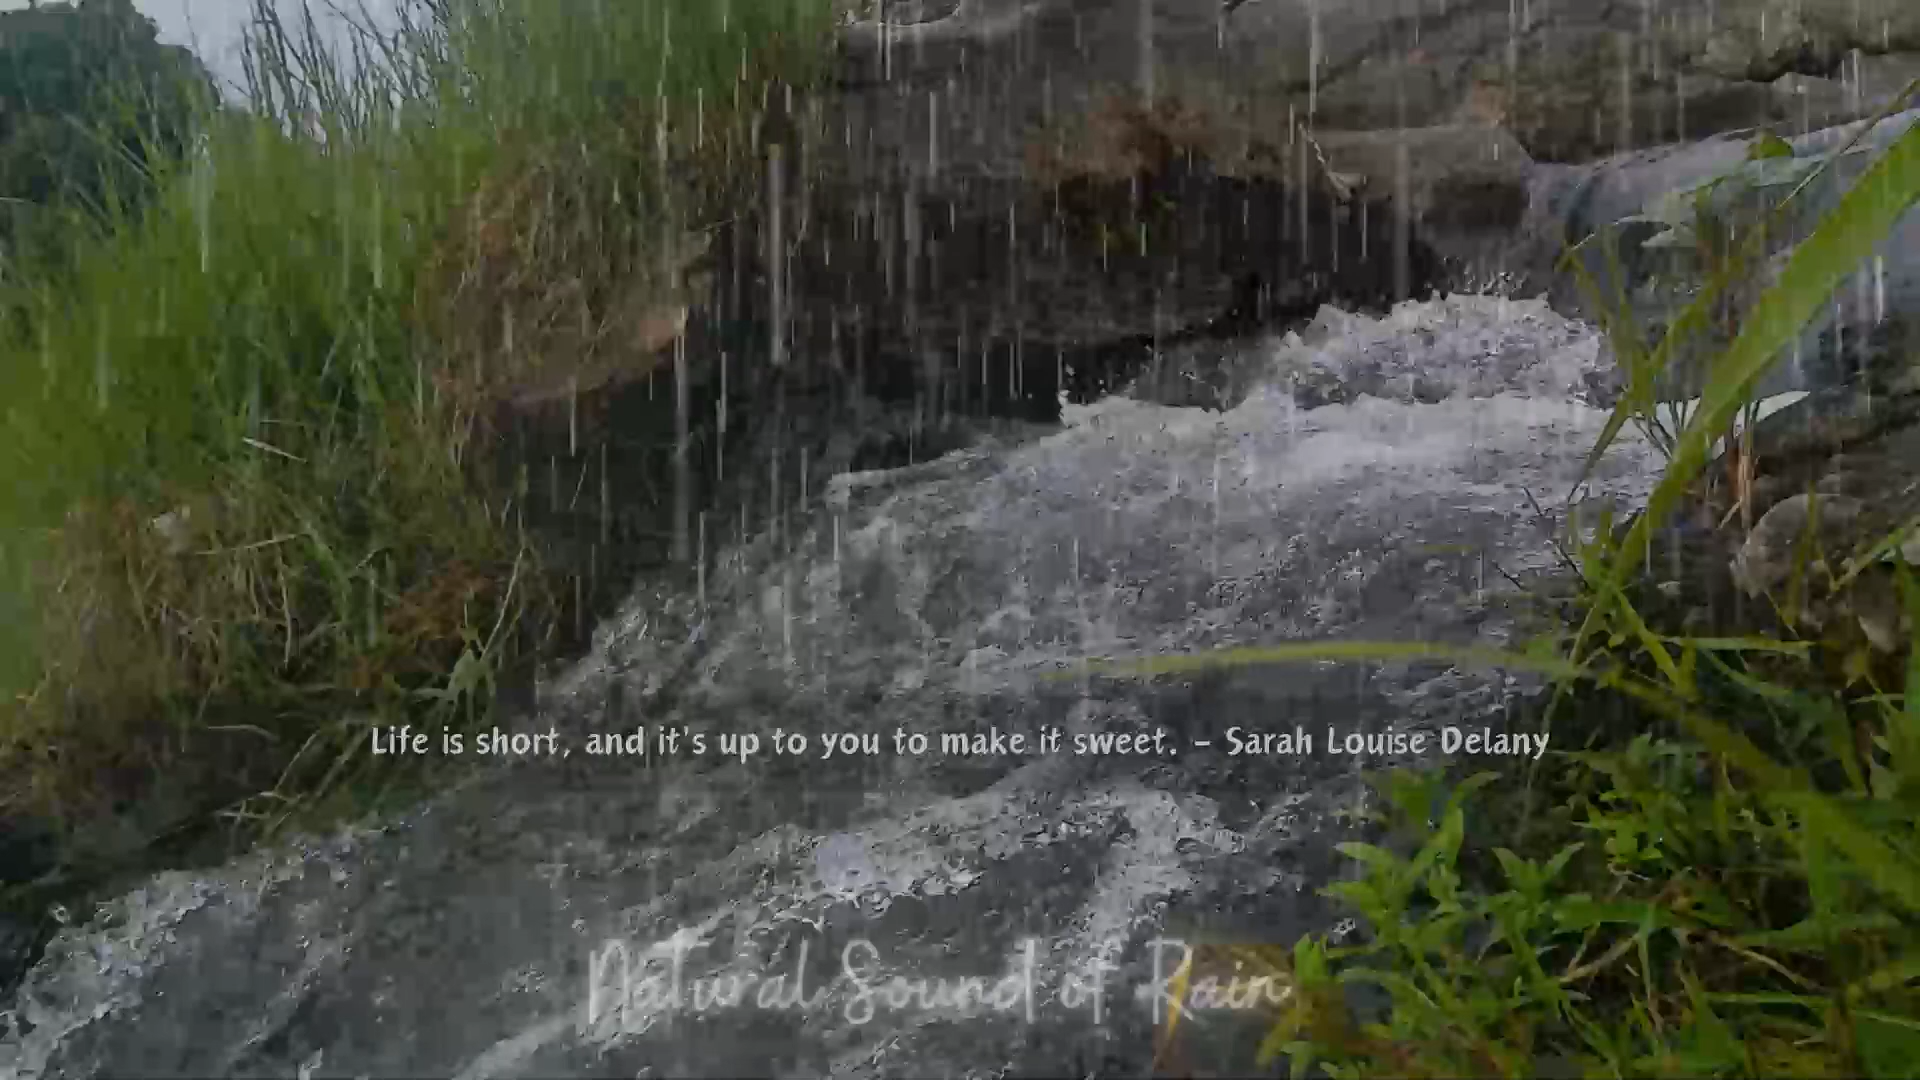 Life is short, and it's up to you to make it sweet. – Sarah Louise Delany
Natural Sound of Rain